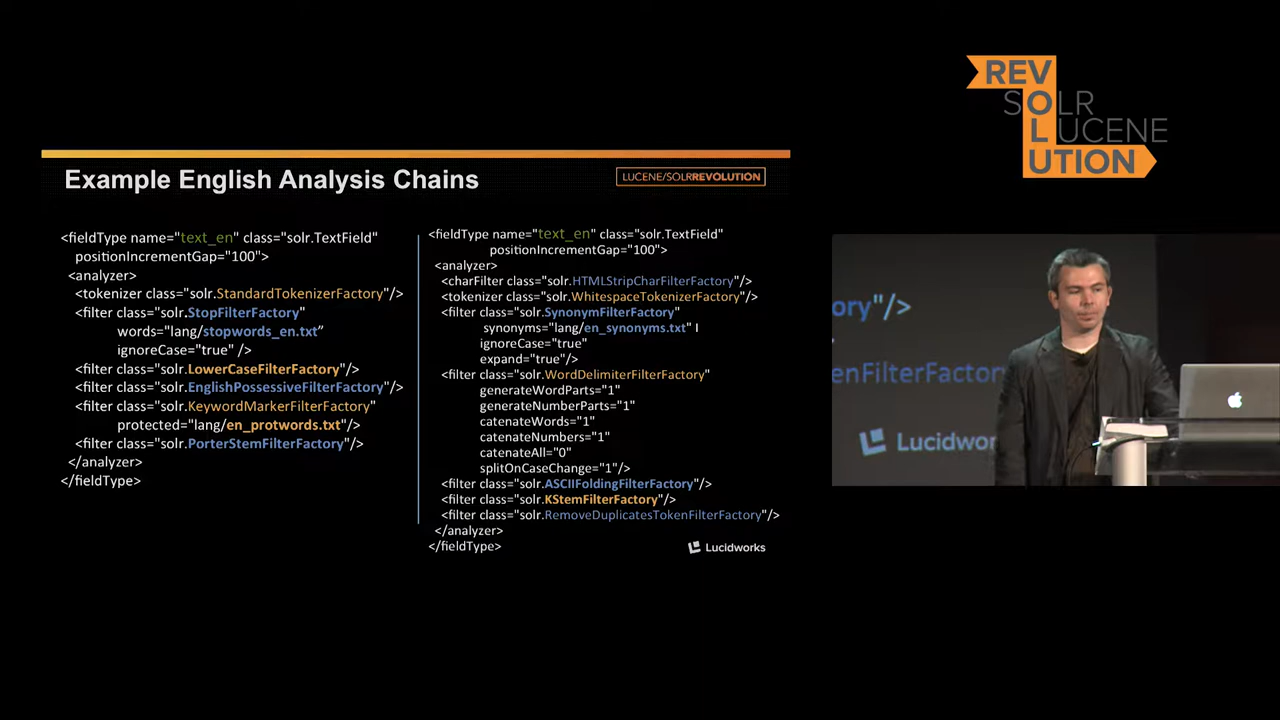 REV
SOLR
O
LUCENE
L
UTION
Example English Analysis Chains
LUCENE/SOLRREVOLUTION
<fieldType name="text_en" class="solr.TextField"
positionIncrementGap="100">
<analyzer>
<tokenizer class="solr.StandardTokenizerFactory"/>
<filter class="solr.StopFilterFactory"
words="lang/stopwords_en.txt"
ignoreCase="true" />
<filter class="solr.LowerCaseFilterFactory"/>
<filter class="solr.EnglishPossessiveFilterFactory"/>
<filter class="solr.KeywordMarkerFilterFactory"
protected="lang/en_protwords.txt"/>
<filter class="solr.PorterStemFilterFactory"/>
</analyzer>
</fieldType>
<fieldType name="text_en" class="solr.TextField"
positionIncrementGap="100">
<analyzer>
<charFilter class="solr.HTMLStripCharFilterFactory"/>
<tokenizer class="solr.WhitespaceTokenizerFactory"/>
<filter class="solr.SynonymFilterFactory"
synonyms="lang/en_synonyms.txt" I
ignoreCase="true"
expand="true"/>
<filter class="solr.WordDelimiterFilterFactory"
generateWordParts="1"
generateNumberParts="1"
catenateWords="1"
catenateNumbers="1"
catenateAll="0"
splitOnCaseChange="1"/>
<filter class="solr.ASCIIFoldingFilterFactory"/>
<filter class="solr.KStemFilterFactory"/>
<filter class="solr.RemoveDuplicatesTokenFilterFactory"/>
</analyzer>
</fieldType>
Lucidworks
ory"/>
enFilterFactory
Lucidwor